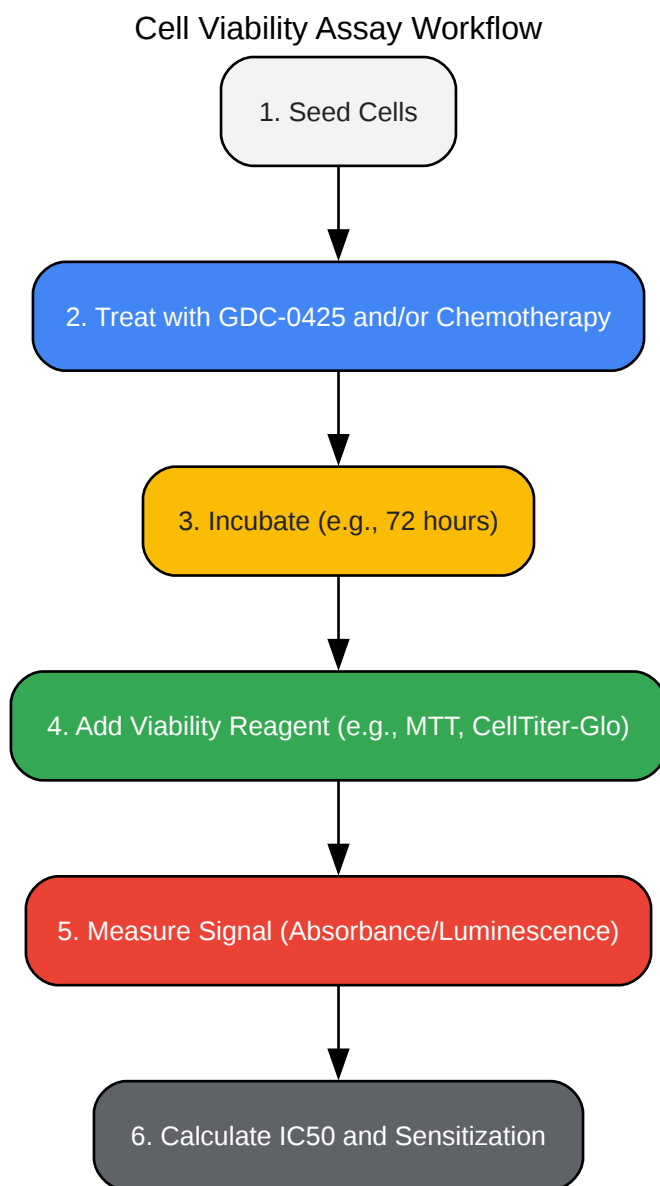 Cell Viability Assay Workflow
1. Seed Cells
2. Treat with GDC-0425 and/or Chemotherapy
3. Incubate (e.g., 72 hours)
4. Add Viability Reagent (e.g., MTT, CellTiter-Glo)
5. Measure Signal (Absorbance/Luminescence)
6. Calculate IC50 and Sensitization